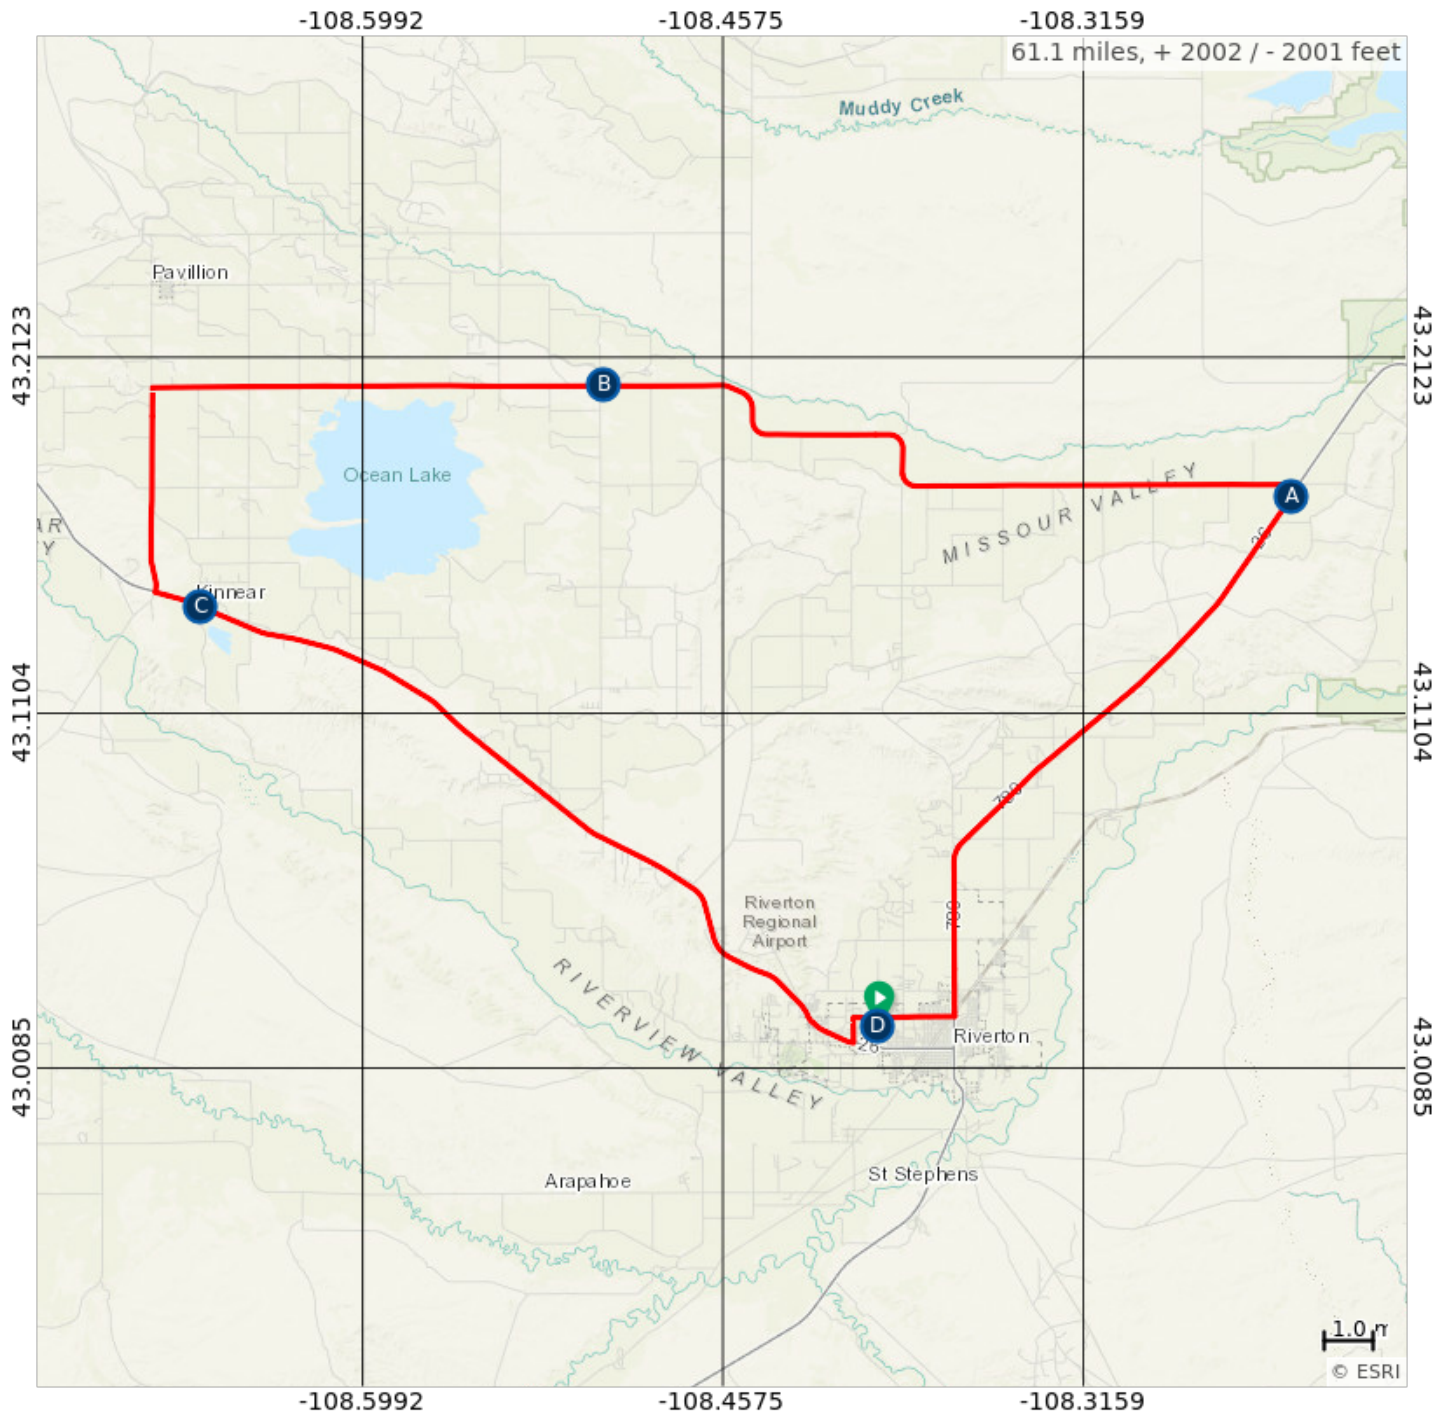 -108.5992 -108.4575 -108.3159
61.1 miles, + 2002 / - 2001 feet
Muddy Creek
Pavillion
43.2123
43.2123
B
Ocean Lake
A
MISSOUR VALLEY
26
Kinnear
C
43.1104
43.1104
789
Riverton
Regional
Airport
789
RIVERVIEW VALLEY
D
Riverton
26
43.0085
43.0085
St Stephens
Arapahoe
1.0
© ESRI
-108.5992 -108.4575 -108.3159